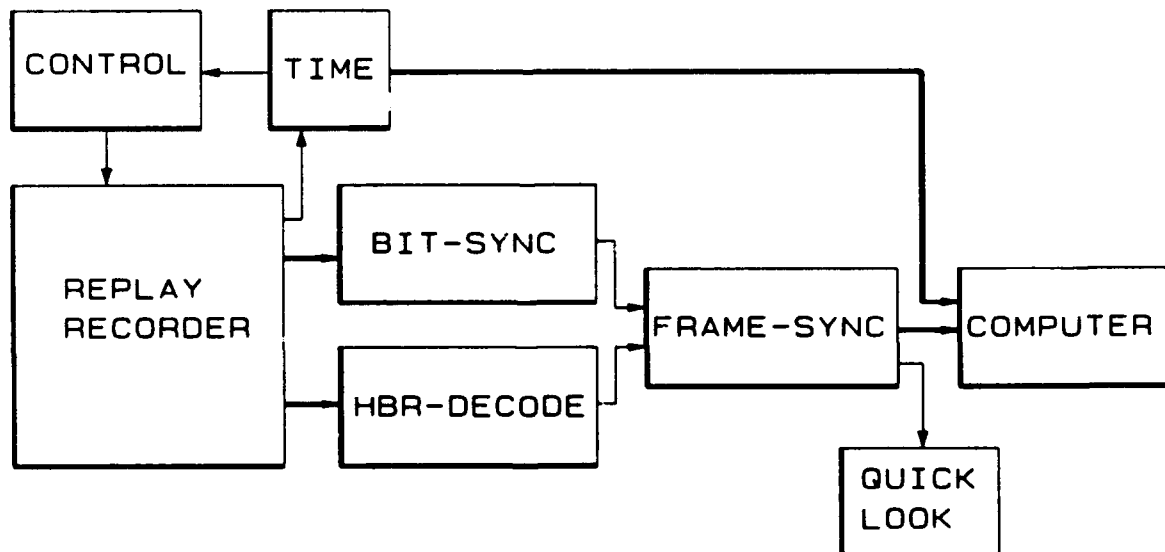 CONTROL
TIME
REPLAY
RECORDER
BIT-SYNC
HBR-DECODE
FRAME-SYNC
COMPUTER
QUICK
LOOK